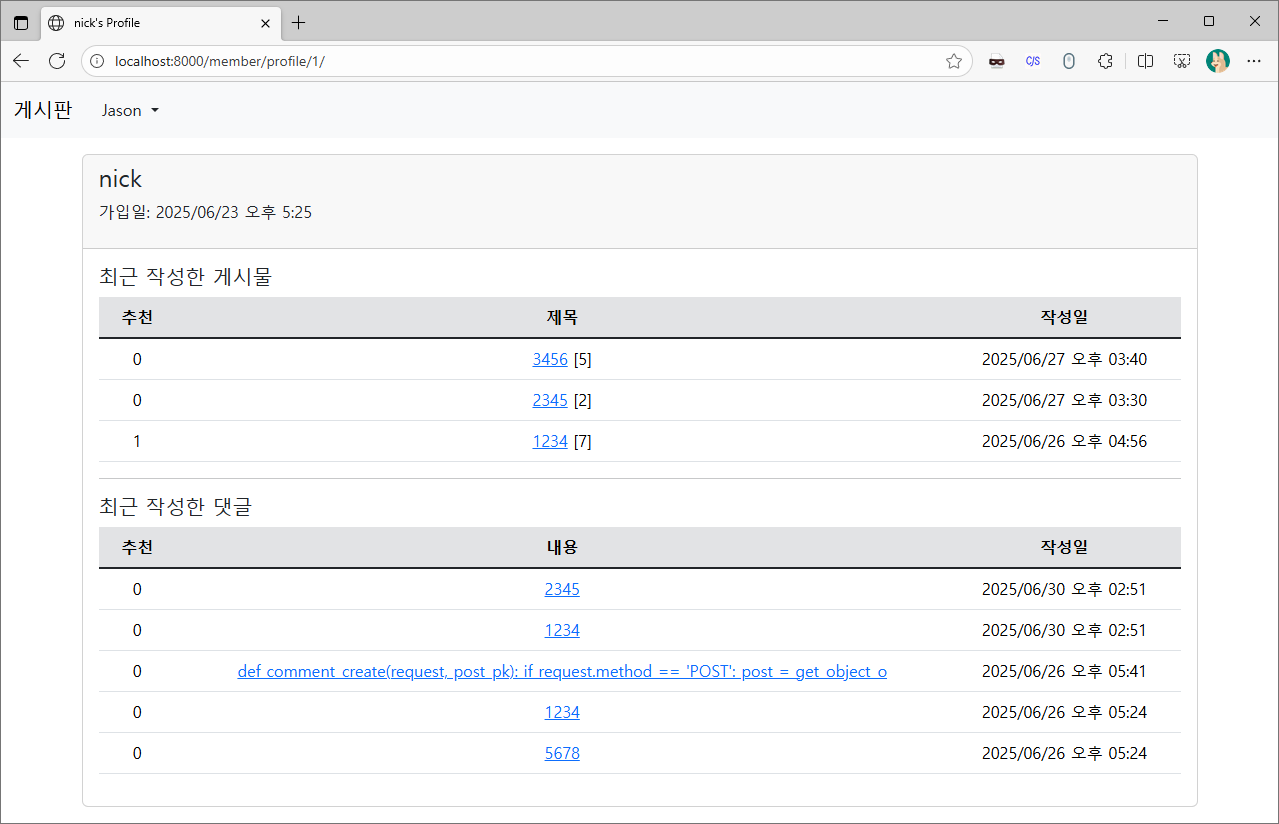 nick's Profile
localhost:8000/member/profile/1/
C/S
게시판 Jason
nick
가입일: 2025/06/23 오후 5:25
최근 작성한 게시물
추천 제목 작성일
0 3456 [5] 2025/06/27 오후 03:40
0 2345 [2] 2025/06/27 오후 03:30
1 1234 [7] 2025/06/26 오후 04:56
최근 작성한 댓글
추천 내용 작성일
0 2345 2025/06/30 오후 02:51
0 1234 2025/06/30 오후 02:51
0 def comment_create(request, post_pk): if request.method == 'POST': post = get_object_o 2025/06/26 오후 05:41
0 1234 2025/06/26 오후 05:24
0 5678 2025/06/26 오후 05:24